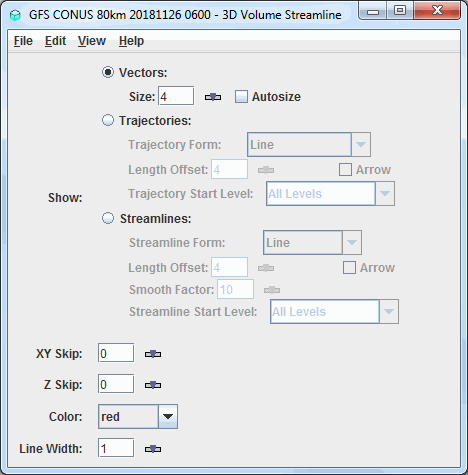 GFS CONUS 80km 20181126 0600 - 3D Volume Streamline
File Edit View Help
Show:
Vectors:
Size: 4 Autosize
Trajectories:
Trajectory Form: Line
Length Offset: 4 Arrow
Trajectory Start Level: All Levels
Streamlines:
Streamline Form: Line
Length Offset: 4 Arrow
Smooth Factor: 10
Streamline Start Level: All Levels
XY Skip: 0
Z Skip: 0
Color: red
Line Width: 1